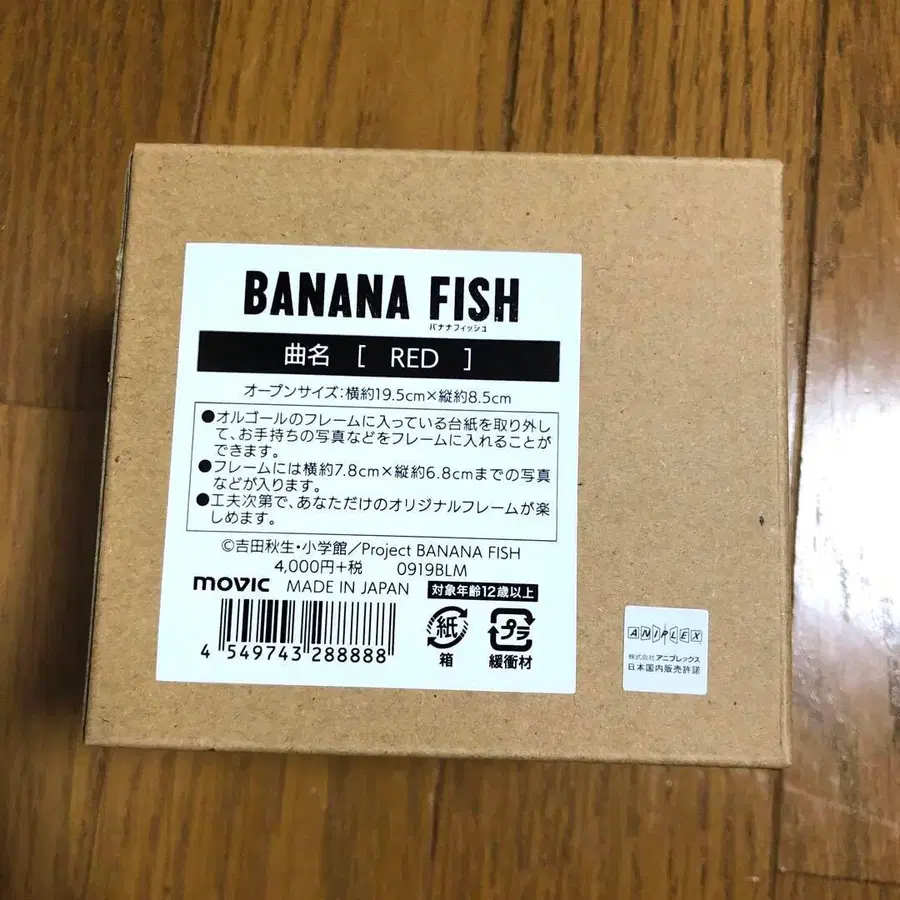 BANANA FISH
バナナフィッシュ
曲名 [ RED ]
オープンサイズ:横約19.5cm×縦約8.5cm
●オルゴールのフレームに入っている台紙を取り外し
て、お手持ちの写真などをフレームに入れることが
できます。
●フレームには横約7.8cm×縦約6.8cmまでの写真
などが入ります。
●工夫次第で、あなただけのオリジナルフレームが楽
しめます。
©吉田秋生・小学館/Project BANANA FISH
4,000円+税 0919BLM
movic MADE IN JAPAN 対象年齢12歳以上
4 549743 288888
紙 プラ
箱 緩衝材
ANIPLEX
株式会社アニプレックス
日本国内販売許諾